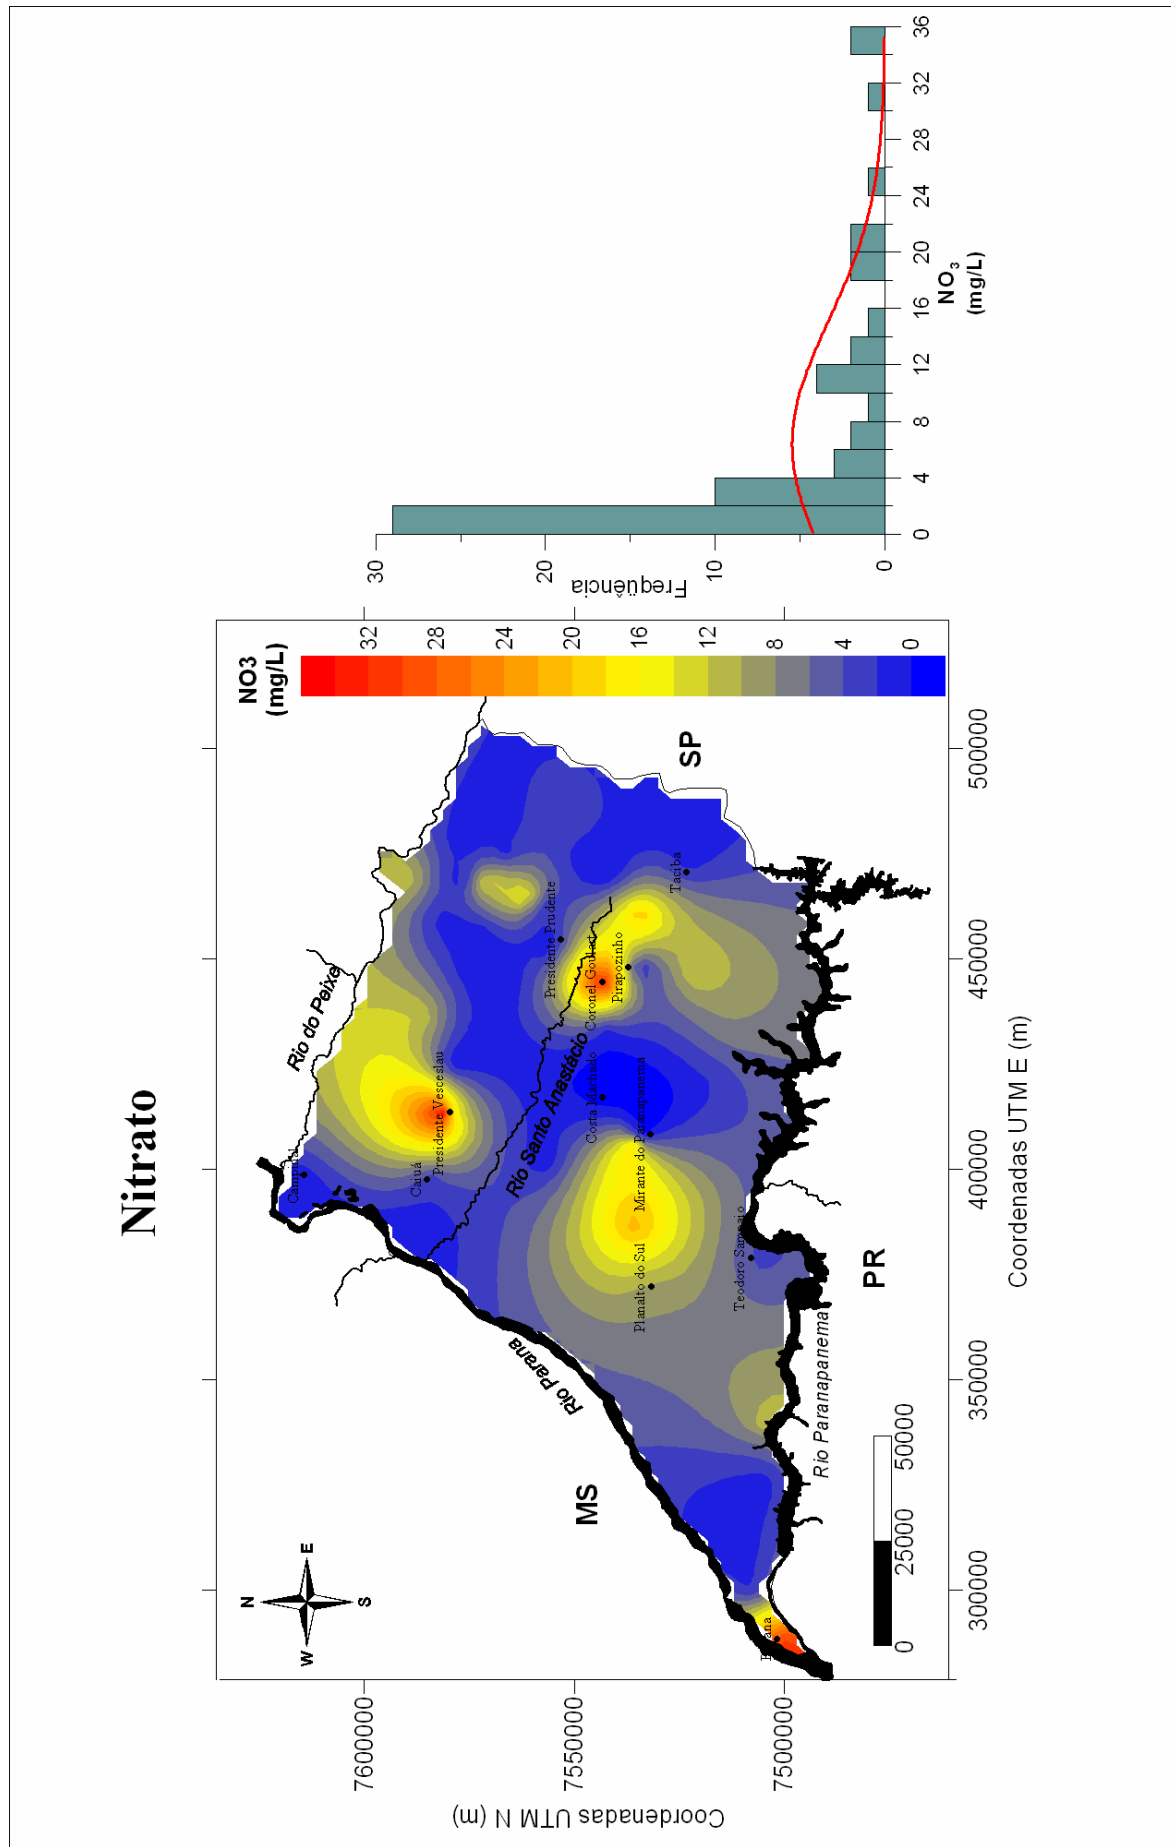 Nitrato
N
W
E
S
NO3
(mg/L)
32
28
24
20
16
12
8
4
0
Rio do Peixe
Rio Santo Anastácio
Rio Parana
Rio Paranapanema
MS
SP
PR
Campinal
Caiuá
Presidente Vesceslau
Presidente Prudente
Coronel Goulart
Pirapozinho
Costa Machado
Mirante do Paranapanema
Planalto do Sul
Teodoro Sampaio
Taciba
0
25000
50000
7600000
7550000
7500000
Coordenadas UTM N (m)
300000
350000
400000
450000
500000
Coordenadas UTM E (m)
30
20
10
0
Freqüência
0
4
8
12
16
20
24
28
32
36
NO3
(mg/L)